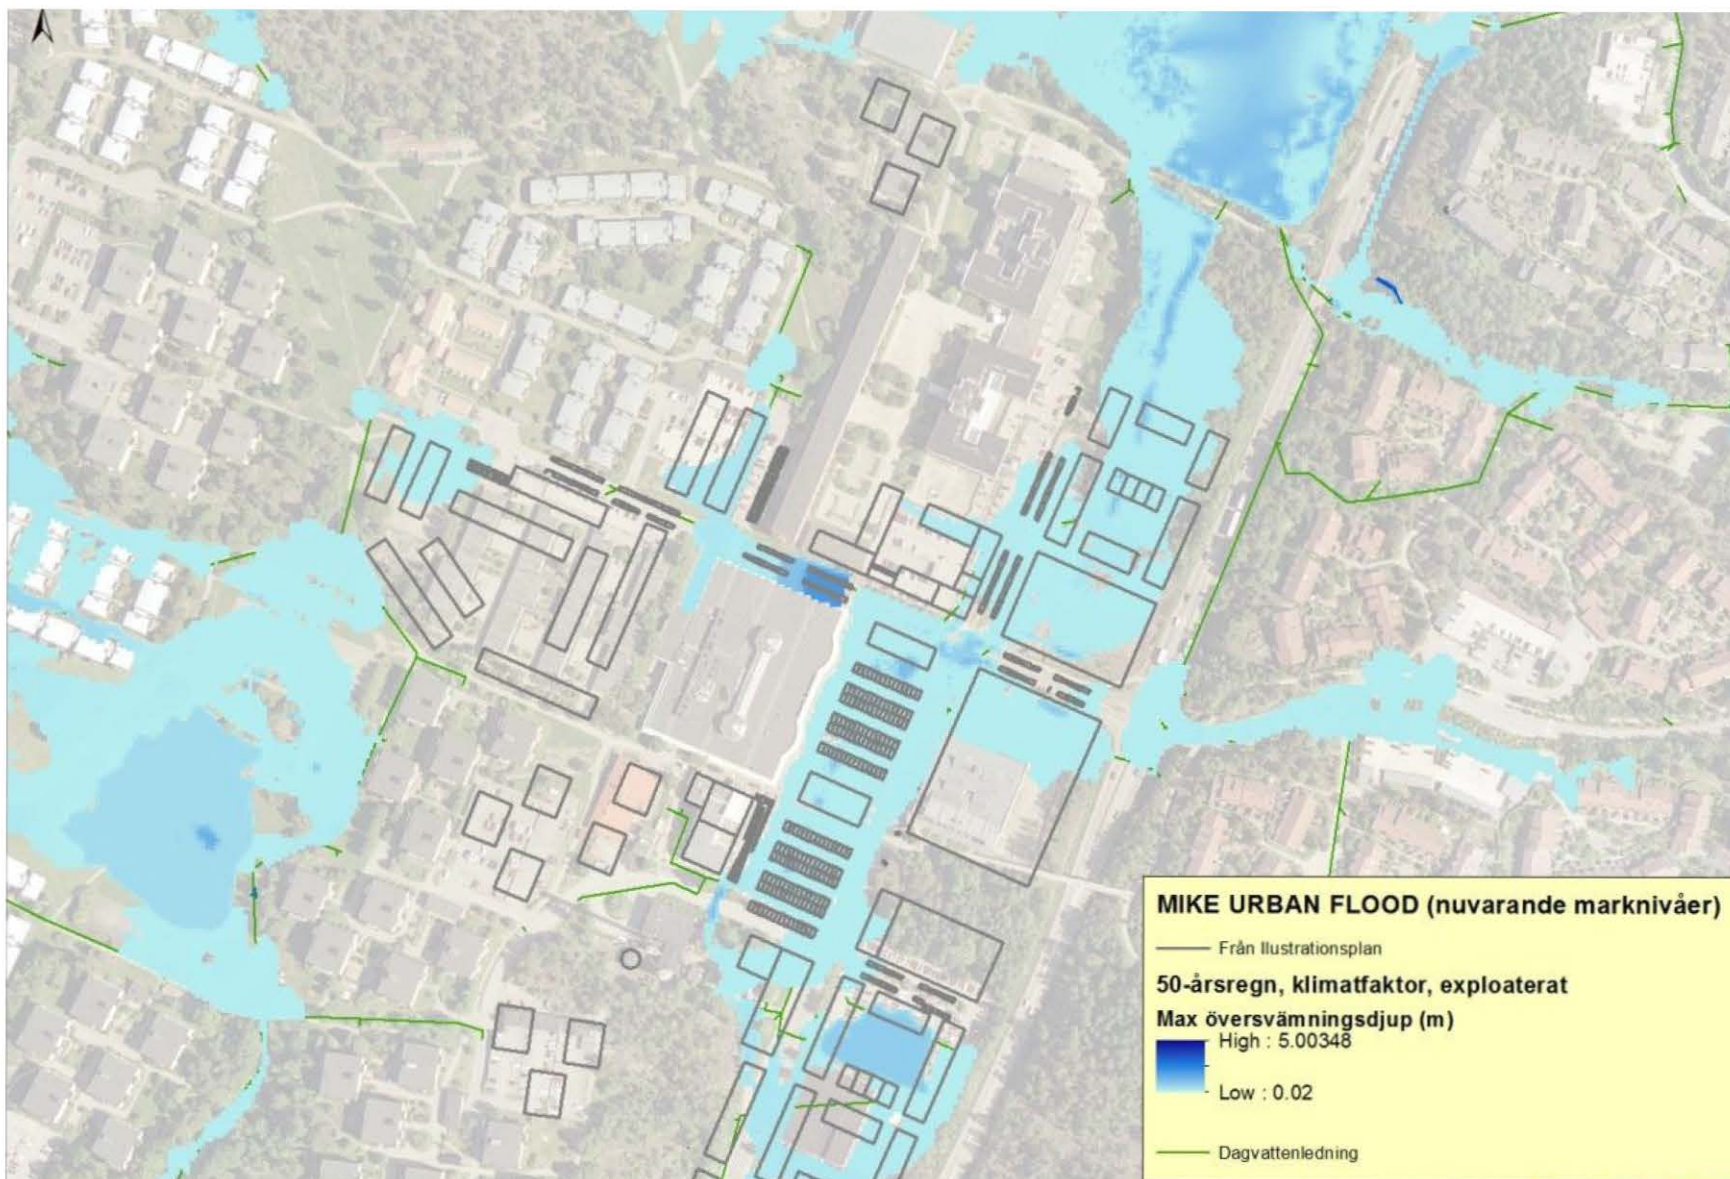 MIKE URBAN FLOOD (nuvarande marknivåer)
Från Ilustrationsplan
50-årsregn, klimatfaktor, exploaterat
Max översvämningsdjup (m)
High : 5.00348
Low : 0.02
Dagvattenledning